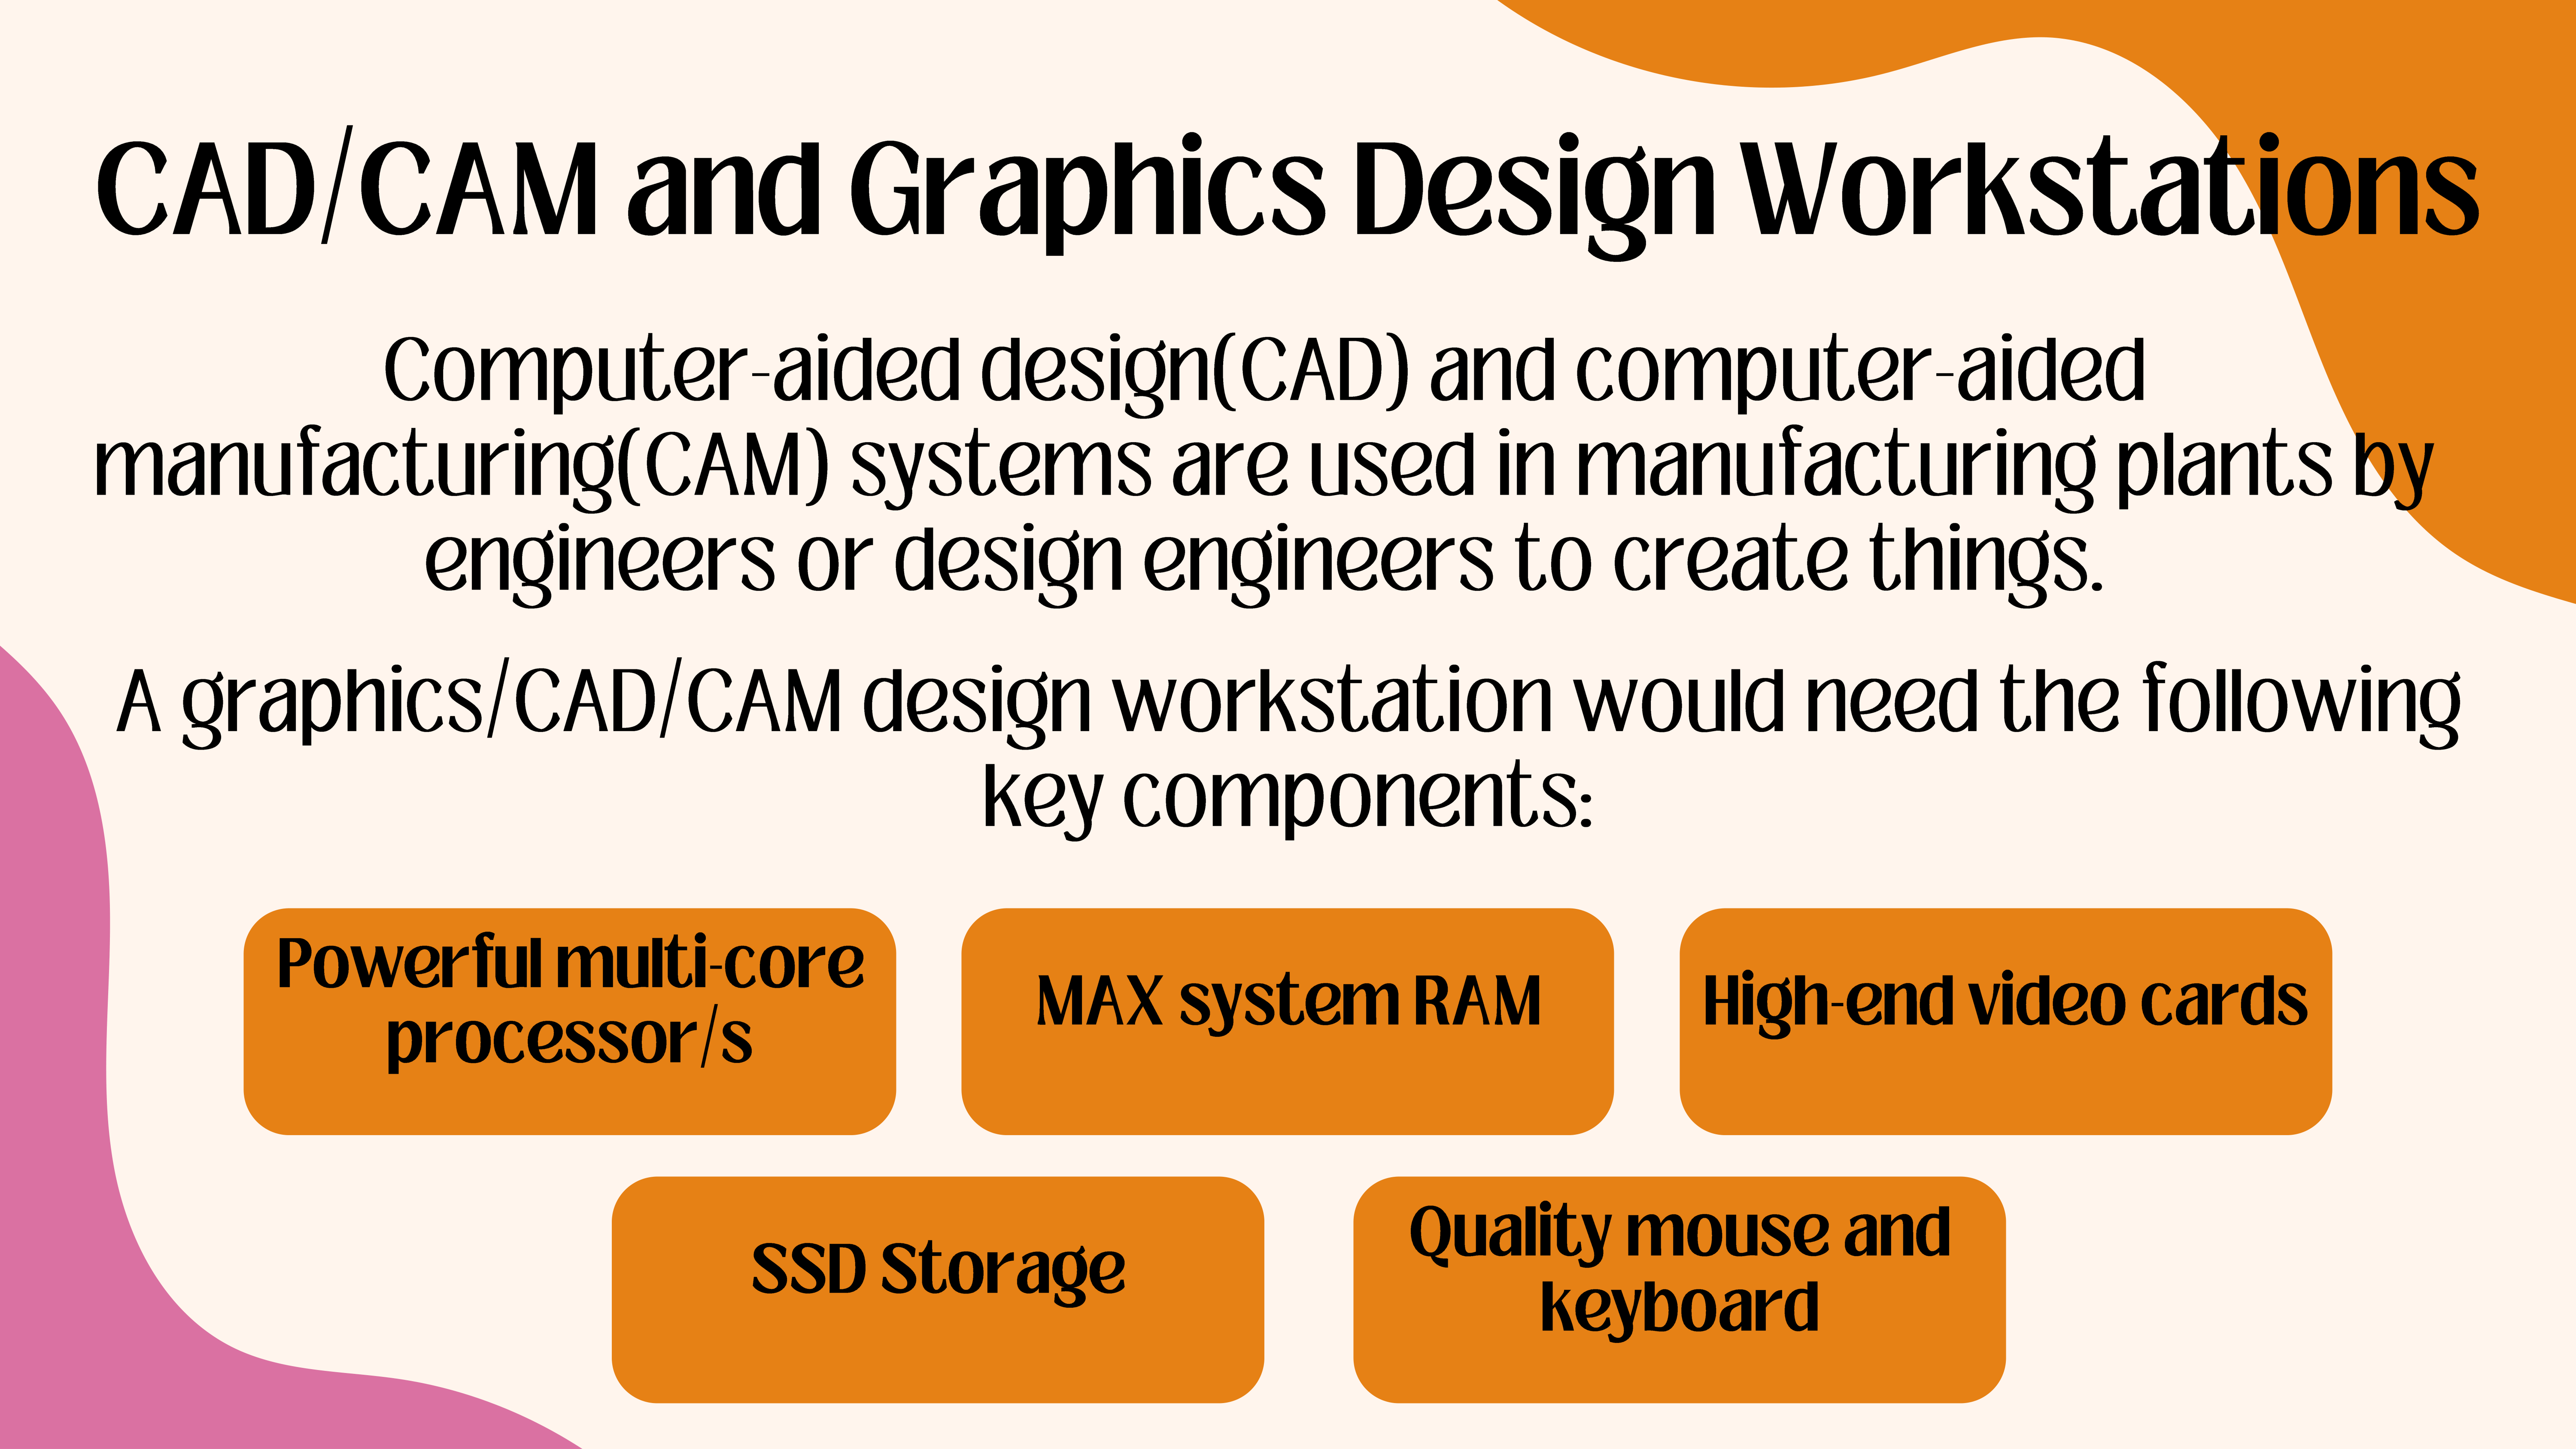 CAD/CAM and Graphics Design Workstations
Computer-aided design(CAD) and computer-aided
manufacturing(CAM) systems are used in manufacturing plants by
engineers or design engineers to create things.
A graphics/CAD/CAM design workstation would need the following
key components:
Powerful multi-core
processor/s
MAX system RAM
High-end video cards
SSD Storage
Quality mouse and
keyboard